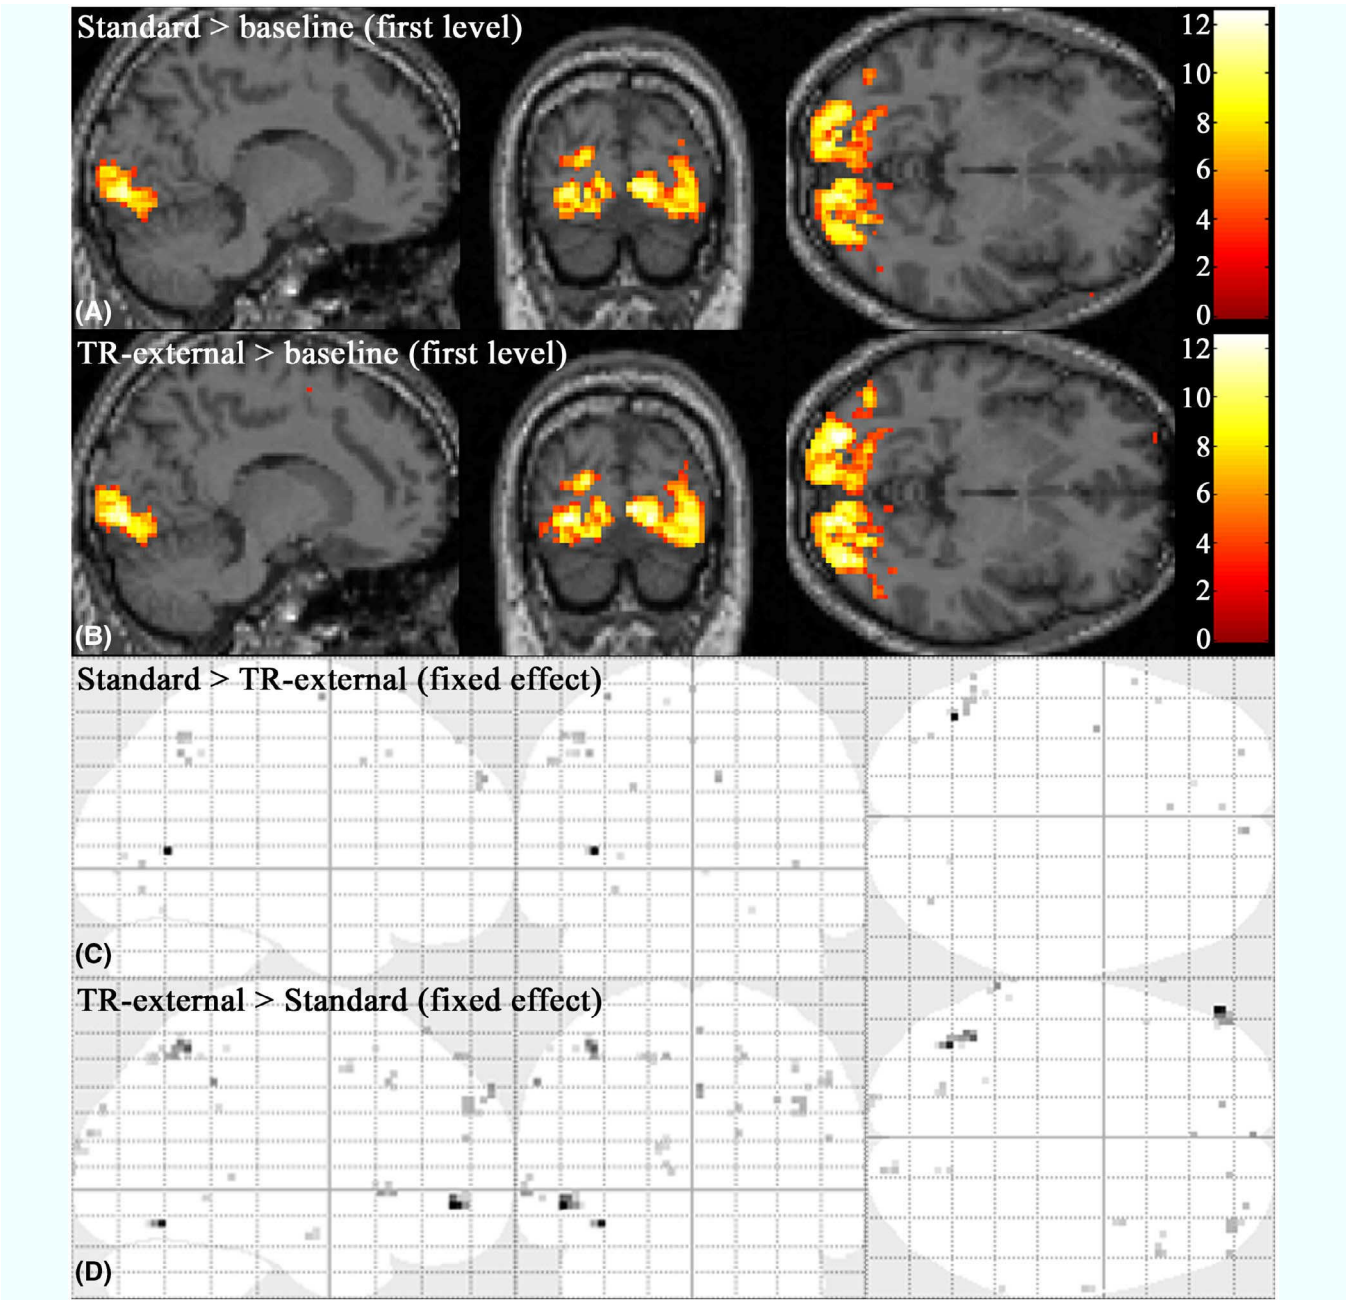 Standard > baseline (first level)
12
10
8
6
4
2
0
(A)
TR-external > baseline (first level)
12
10
8
6
4
2
0
(B)
Standard > TR-external (fixed effect)
(C)
TR-external > Standard (fixed effect)
(D)